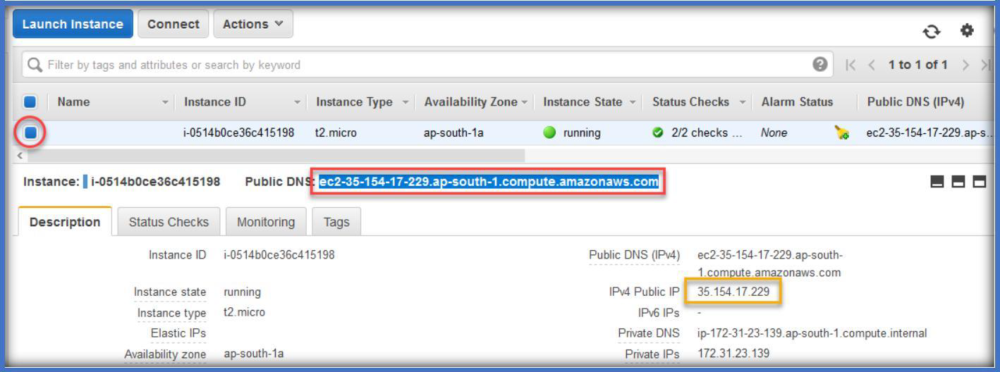 Launch Instance Connect Actions
Filter by tags and attributes or search by keyword 1 to 1 of 1
Name Instance ID Instance Type Availability Zone Instance State Status Checks Alarm Status Public DNS (IPv4)
i-0514b0ce36c415198 t2.micro ap-south-1a running 2/2 checks ... None ec2-35-154-17-229.ap-s...
Instance: i-0514b0ce36c415198 Public DNS: ec2-35-154-17-229.ap-south-1.compute.amazonaws.com
Description Status Checks Monitoring Tags
Instance ID i-0514b0ce36c415198 Public DNS (IPv4) ec2-35-154-17-229.ap-south-
1.compute.amazonaws.com
Instance state running IPv4 Public IP 35.154.17.229
Instance type t2.micro IPv6 IPs -
Elastic IPs Private DNS ip-172-31-23-139.ap-south-1.compute.internal
Availability zone ap-south-1a Private IPs 172.31.23.139